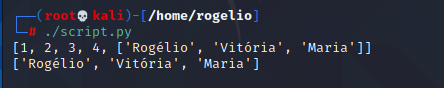 ┌──(root💀kali)-[/home/rogelio]
└─# ./script.py
[1, 2, 3, 4, ['Rogélio', 'Vitória', 'Maria']]
['Rogélio', 'Vitória', 'Maria']